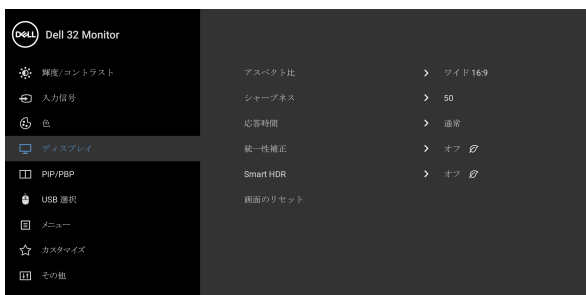 DELL Dell 32 Monitor
輝度/コントラスト
入力信号
色
ディスプレイ
PIP/PBP
USB 選択
メニュー
カスタマイズ
その他
アスペクト比 > ワイド 16:9
シャープネス > 50
応答時間 > 通常
統一性補正 > オフ
Smart HDR > オフ
画面のリセット